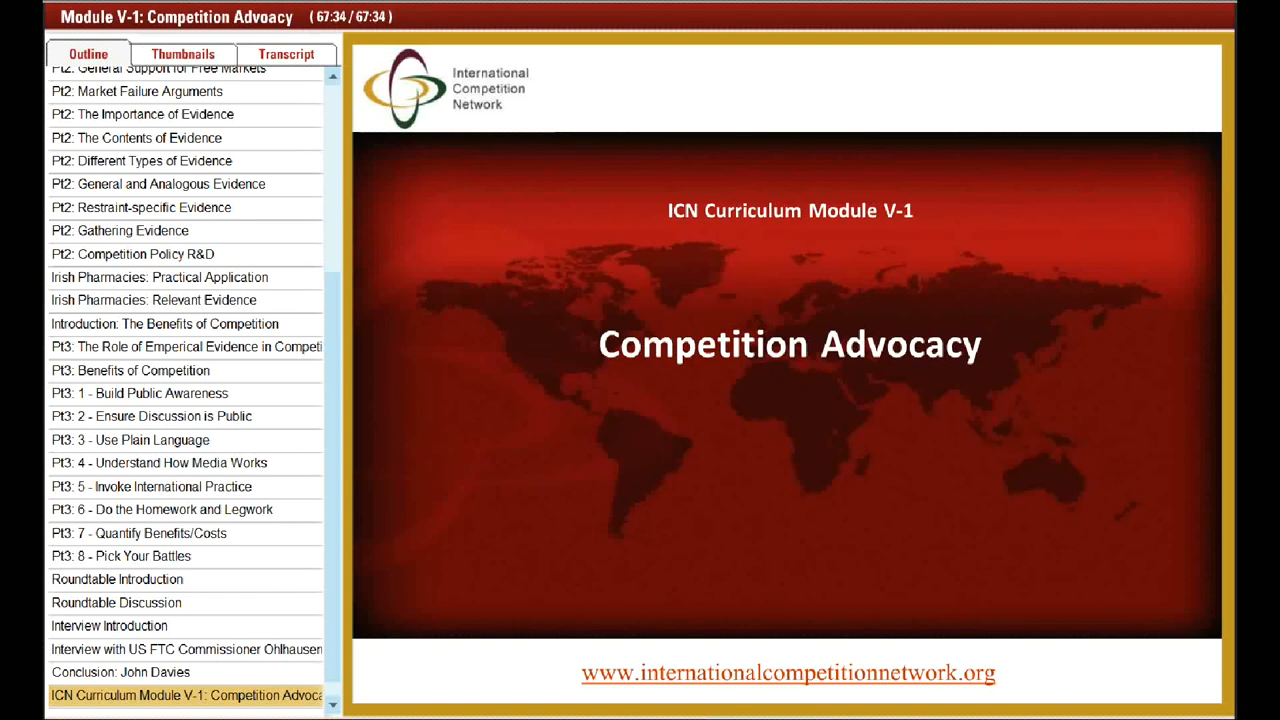 Module V-1: Competition Advocacy ( 67:34 / 67:34 )
Outline
Thumbnails
Transcript
Pt2: General Support for Free Markets
Pt2: Market Failure Arguments
Pt2: The Importance of Evidence
Pt2: The Contents of Evidence
Pt2: Different Types of Evidence
Pt2: General and Analogous Evidence
Pt2: Restraint-specific Evidence
Pt2: Gathering Evidence
Pt2: Competition Policy R&D
Irish Pharmacies: Practical Application
Irish Pharmacies: Relevant Evidence
Introduction: The Benefits of Competition
Pt3: The Role of Emperical Evidence in Competi
Pt3: Benefits of Competition
Pt3: 1 - Build Public Awareness
Pt3: 2 - Ensure Discussion is Public
Pt3: 3 - Use Plain Language
Pt3: 4 - Understand How Media Works
Pt3: 5 - Invoke International Practice
Pt3: 6 - Do the Homework and Legwork
Pt3: 7 - Quantify Benefits/Costs
Pt3: 8 - Pick Your Battles
Roundtable Introduction
Roundtable Discussion
Interview Introduction
Interview with US FTC Commissioner Ohlhausen
Conclusion: John Davies
ICN Curriculum Module V-1: Competition Advoca
International
Competition
Network
ICN Curriculum Module V-1
Competition Advocacy
www.internationalcompetitionnetwork.org